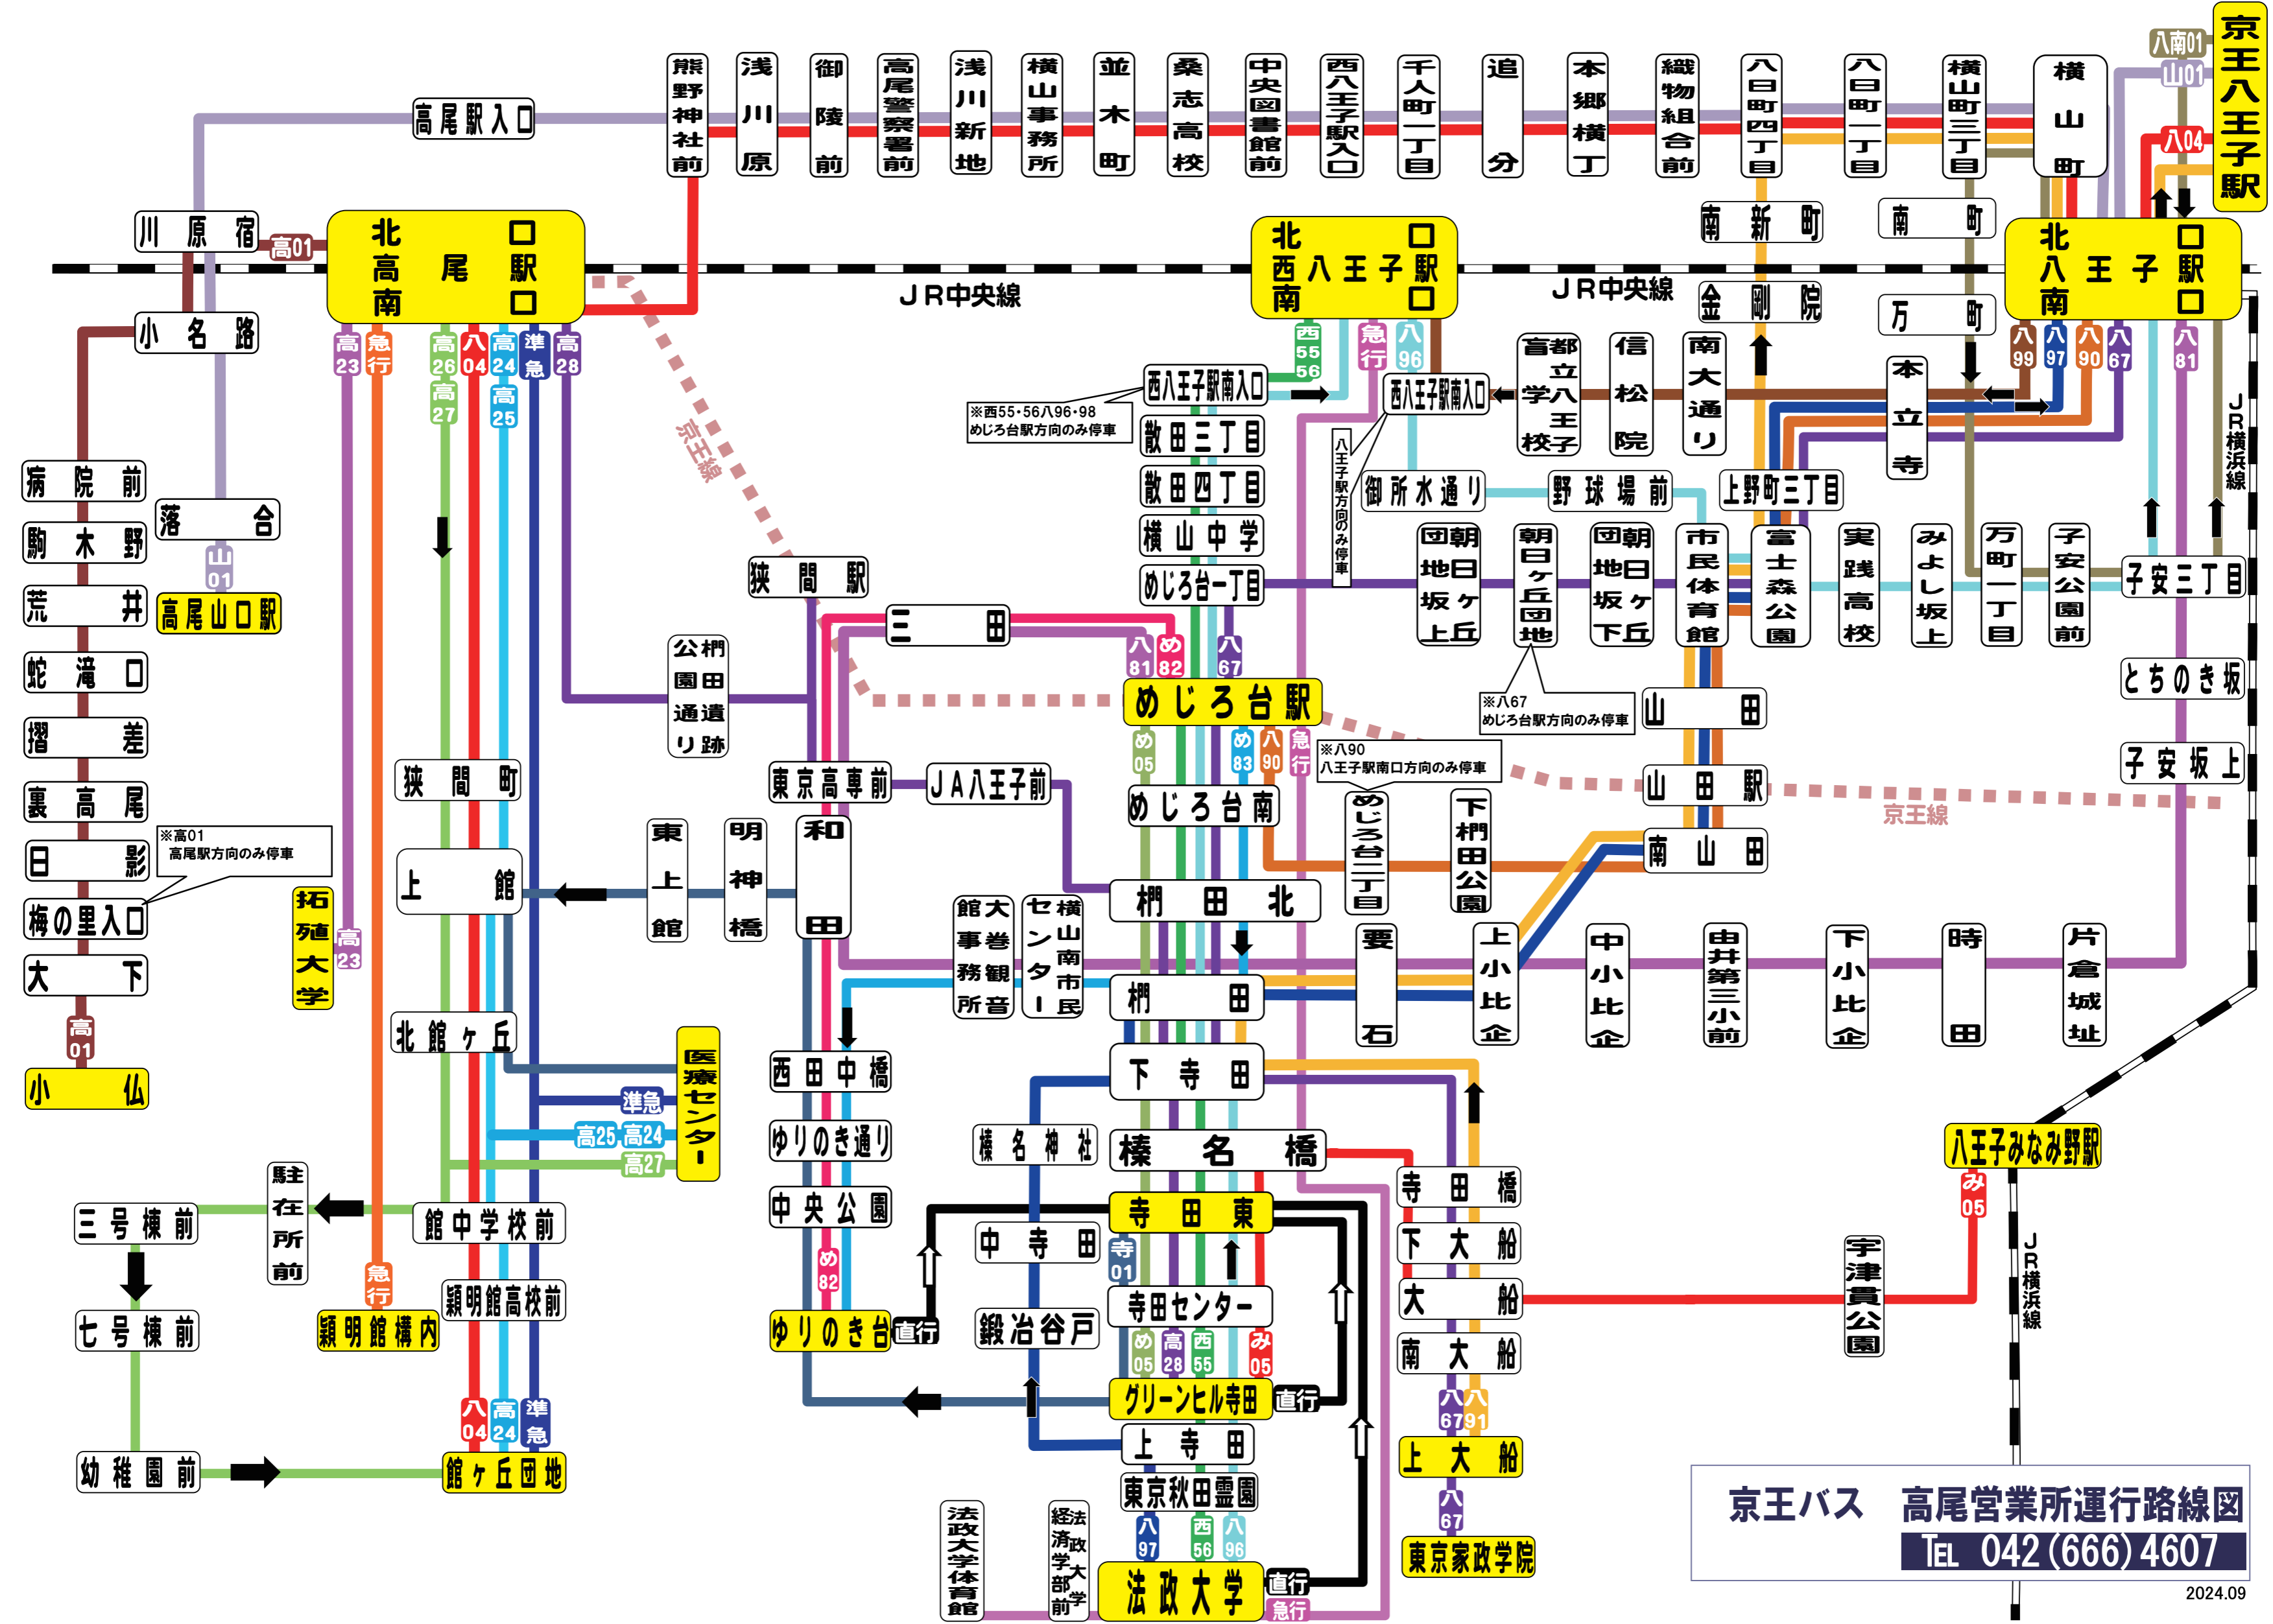 京王八王子駅
八南01
山01
八04
熊野神社前
浅川原
御陵前
高尾警察署前
浅川新地
横山事務所
並木町
桑志高校
中央図書館前
西八王子駅入口
千人町一丁目
追分
本郷横丁
織物組合前
八日町四丁目
八日町一丁目
横山町三丁目
横山町
高尾駅入口
川原宿
高01
北口
高尾駅
南口
北口
西八王子駅
南口
南新町
南町
北口
八王子駅
南口
JR中央線
JR中央線
金剛院
万町
小名路
高23
急行
高26
高27
八04
高24
高25
準急
高28
西55
56
急行
八96
八99
八97
八90
八67
八81
京王線
西八王子駅南入口
※西55・56八96・98
めじろ台駅方向のみ停車
西八王子駅南入口
八王子駅方向のみ停車
都立八王子盲学校
信松院
南大通り
本立寺
JR横浜線
散田三丁目
散田四丁目
横山中学
めじろ台一丁目
御所水通り
野球場前
上野町三丁目
病院前
駒木野
荒井
蛇滝口
摺差
裏高尾
日影
※高01
高尾駅方向のみ停車
梅の里入口
大下
高01
小仏
落合
山01
高尾山口駅
狭間駅
朝日ヶ丘団地坂上
朝日ヶ丘団地
朝日ヶ丘団地坂下
市民体育館
富士森公園
実践高校
みよし坂上
万町一丁目
子安公園前
子安三丁目
三田
椚田遺跡公園通り
八81
め82
八67
めじろ台駅
※八67
めじろ台駅方向のみ停車
とちのき坂
山田
め05
め83
八90
急行
※八90
八王子駅南口方向のみ停車
子安坂上
狭間町
東京高専前
JA八王子前
めじろ台南
めじろ台二丁目
下椚田公園
山田駅
京王線
南山田
上館
東上館
明神橋
和田
椚田北
拓殖大学
高23
大巻観音館事務所
横山南市民センター
椚田
要石
上小比企
中小比企
由井第三小前
下小比企
時田
片倉城址
北館ヶ丘
医療センター
準急
高25
高24
高27
西田中橋
下寺田
ゆりのき通り
榛名神社
榛名橋
八王子みなみ野駅
み05
駐在所前
三号棟前
館中学校前
中央公園
寺田東
寺田橋
中寺田
下大船
め82
寺01
JR横浜線
宇津貫公園
急行
穎明館高校前
寺田センター
大船
七号棟前
穎明館構内
ゆりのき台
直行
鍛冶谷戸
め05
高28
西55
み05
南大船
グリーンヒル寺田
直行
八67
八91
八04
高24
準急
上寺田
上大船
幼稚園前
館ヶ丘団地
東京秋田霊園
八67
法政大学体育館
法政大学経済学部前
八97
西56
八96
東京家政学院
法政大学
直行
急行
京王バス 高尾営業所運行路線図
TEL 042(666)4607
2024.09